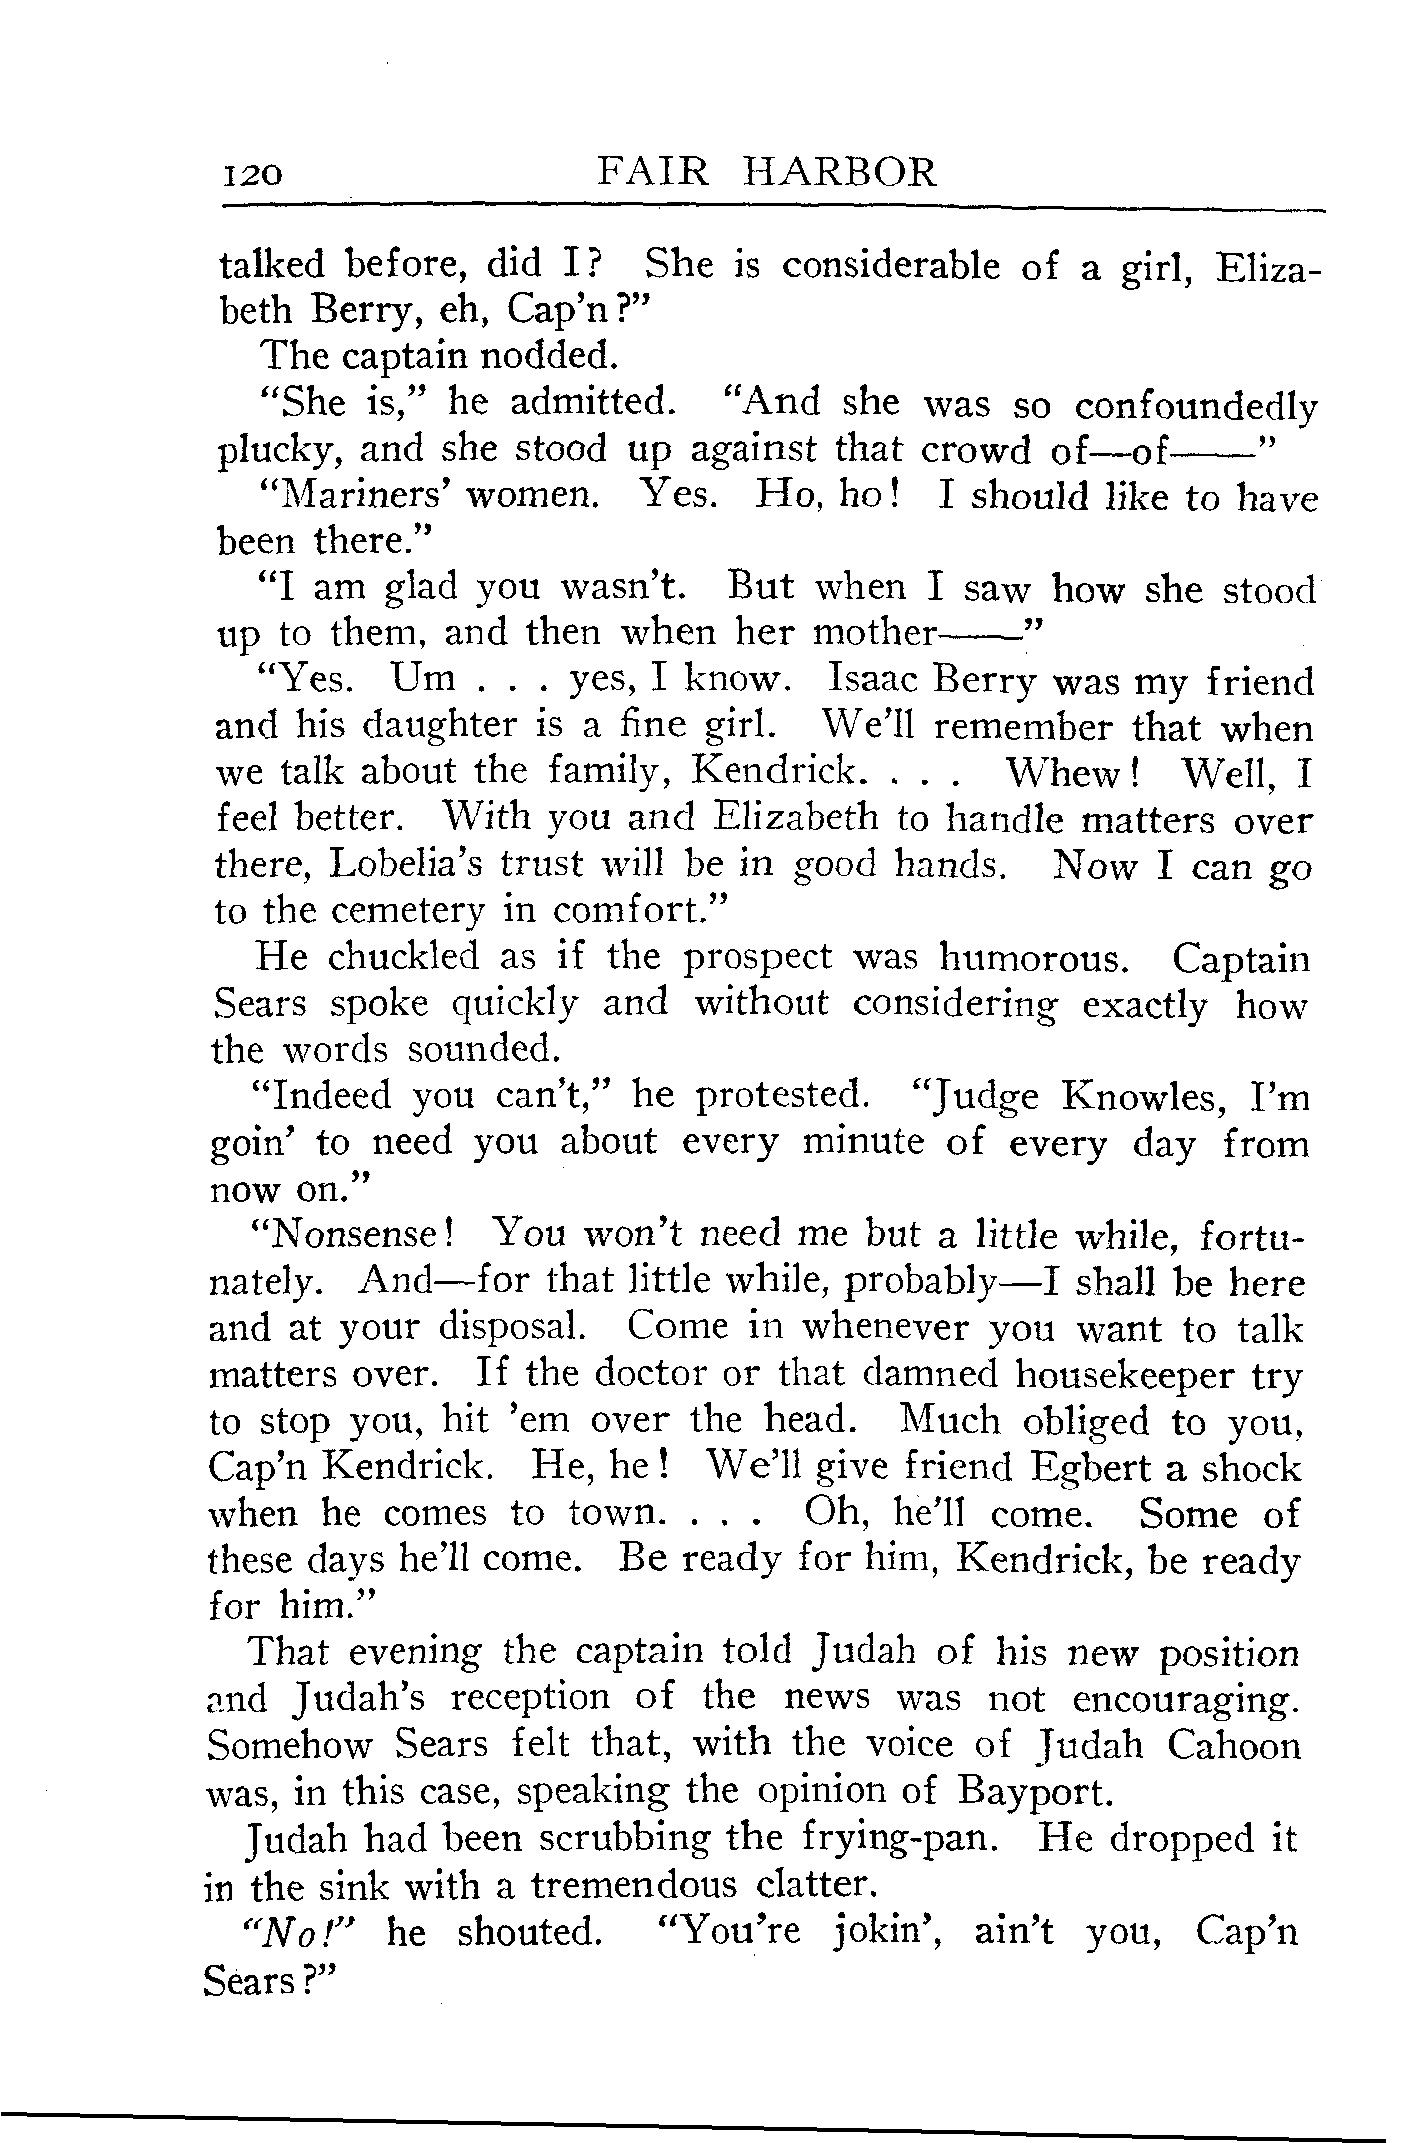 120 FAIR HARBOR
talked before, did I? She is considerable of a girl, Eliza-
beth Berry, eh, Cap'n?"
The captain nodded.
"She is," he admitted. "And she was so confoundedly
plucky, and she stood up against that crowd of—of——"
"Mariners' women. Yes. Ho, ho! I should like to have
been there."
"I am glad you wasn't. But when I saw how she stood
up to them, and then when her mother——"
"Yes. Um . . . yes, I know. Isaac Berry was my friend
and his daughter is a fine girl. We'll remember that when
we talk about the family, Kendrick. . . . Whew! Well, I
feel better. With you and Elizabeth to handle matters over
there, Lobelia's trust will be in good hands. Now I can go
to the cemetery in comfort."
He chuckled as if the prospect was humorous. Captain
Sears spoke quickly and without considering exactly how
the words sounded.
"Indeed you can't," he protested. "Judge Knowles, I'm
goin' to need you about every minute of every day from
now on."
"Nonsense! You won't need me but a little while, fortu-
nately. And—for that little while, probably—I shall be here
and at your disposal. Come in whenever you want to talk
matters over. If the doctor or that damned housekeeper try
to stop you, hit 'em over the head. Much obliged to you,
Cap'n Kendrick. He, he! We'll give friend Egbert a shock
when he comes to town. . . . Oh, he'll come. Some of
these days he'll come. Be ready for him, Kendrick, be ready
for him."
That evening the captain told Judah of his new position
and Judah's reception of the news was not encouraging.
Somehow Sears felt that, with the voice of Judah Cahoon
was, in this case, speaking the opinion of Bayport.
Judah had been scrubbing the frying-pan. He dropped it
in the sink with a tremendous clatter.
"No!" he shouted. "You're jokin', ain't you, Cap'n
Sears?"